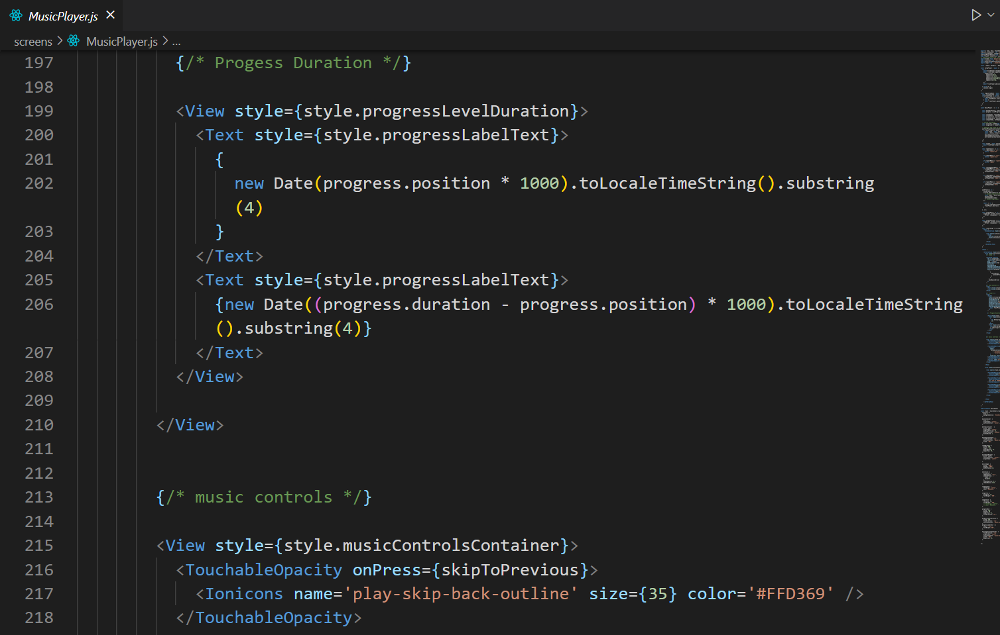 MusicPlayer.js
screens > MusicPlayer.js > ...
197 {/* Progess Duration */}
198
199 <View style={style.progressLevelDuration}>
200 <Text style={style.progressLabelText}>
201 {
202 new Date(progress.position * 1000).toLocaleTimeString().substring
(4)
203 }
204 </Text>
205 <Text style={style.progressLabelText}>
206 {new Date((progress.duration - progress.position) * 1000).toLocaleTimeString
().substring(4)}
207 </Text>
208 </View>
209
210 </View>
211
212
213 {/* music controls */}
214
215 <View style={style.musicControlsContainer}>
216 <TouchableOpacity onPress={skipToPrevious}>
217 <Ionicons name='play-skip-back-outline' size={35} color='#FFD369' />
218 </TouchableOpacity>